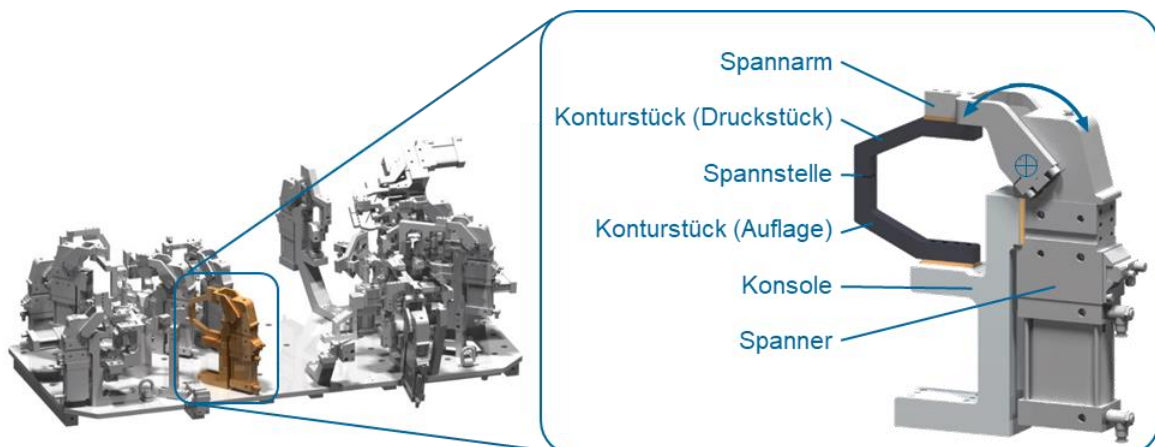 Spannarm
Konturstück (Druckstück)
Spannstelle
Konturstück (Auflage)
Konsole
Spanner